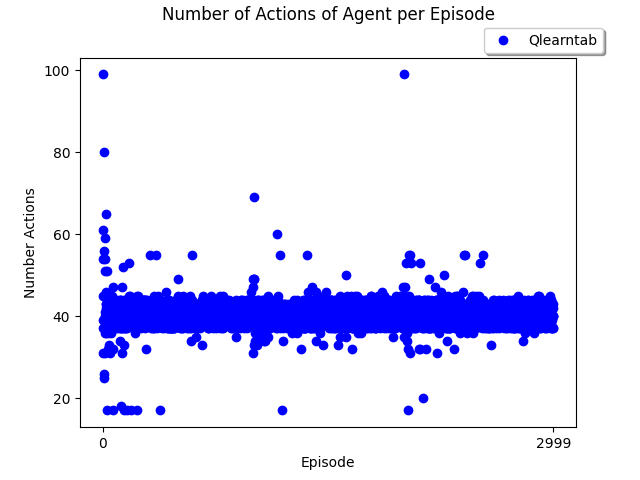 Number of Actions of Agent per Episode
Qlearntab
100
80
60
40
20
Number Actions
0
2999
Episode